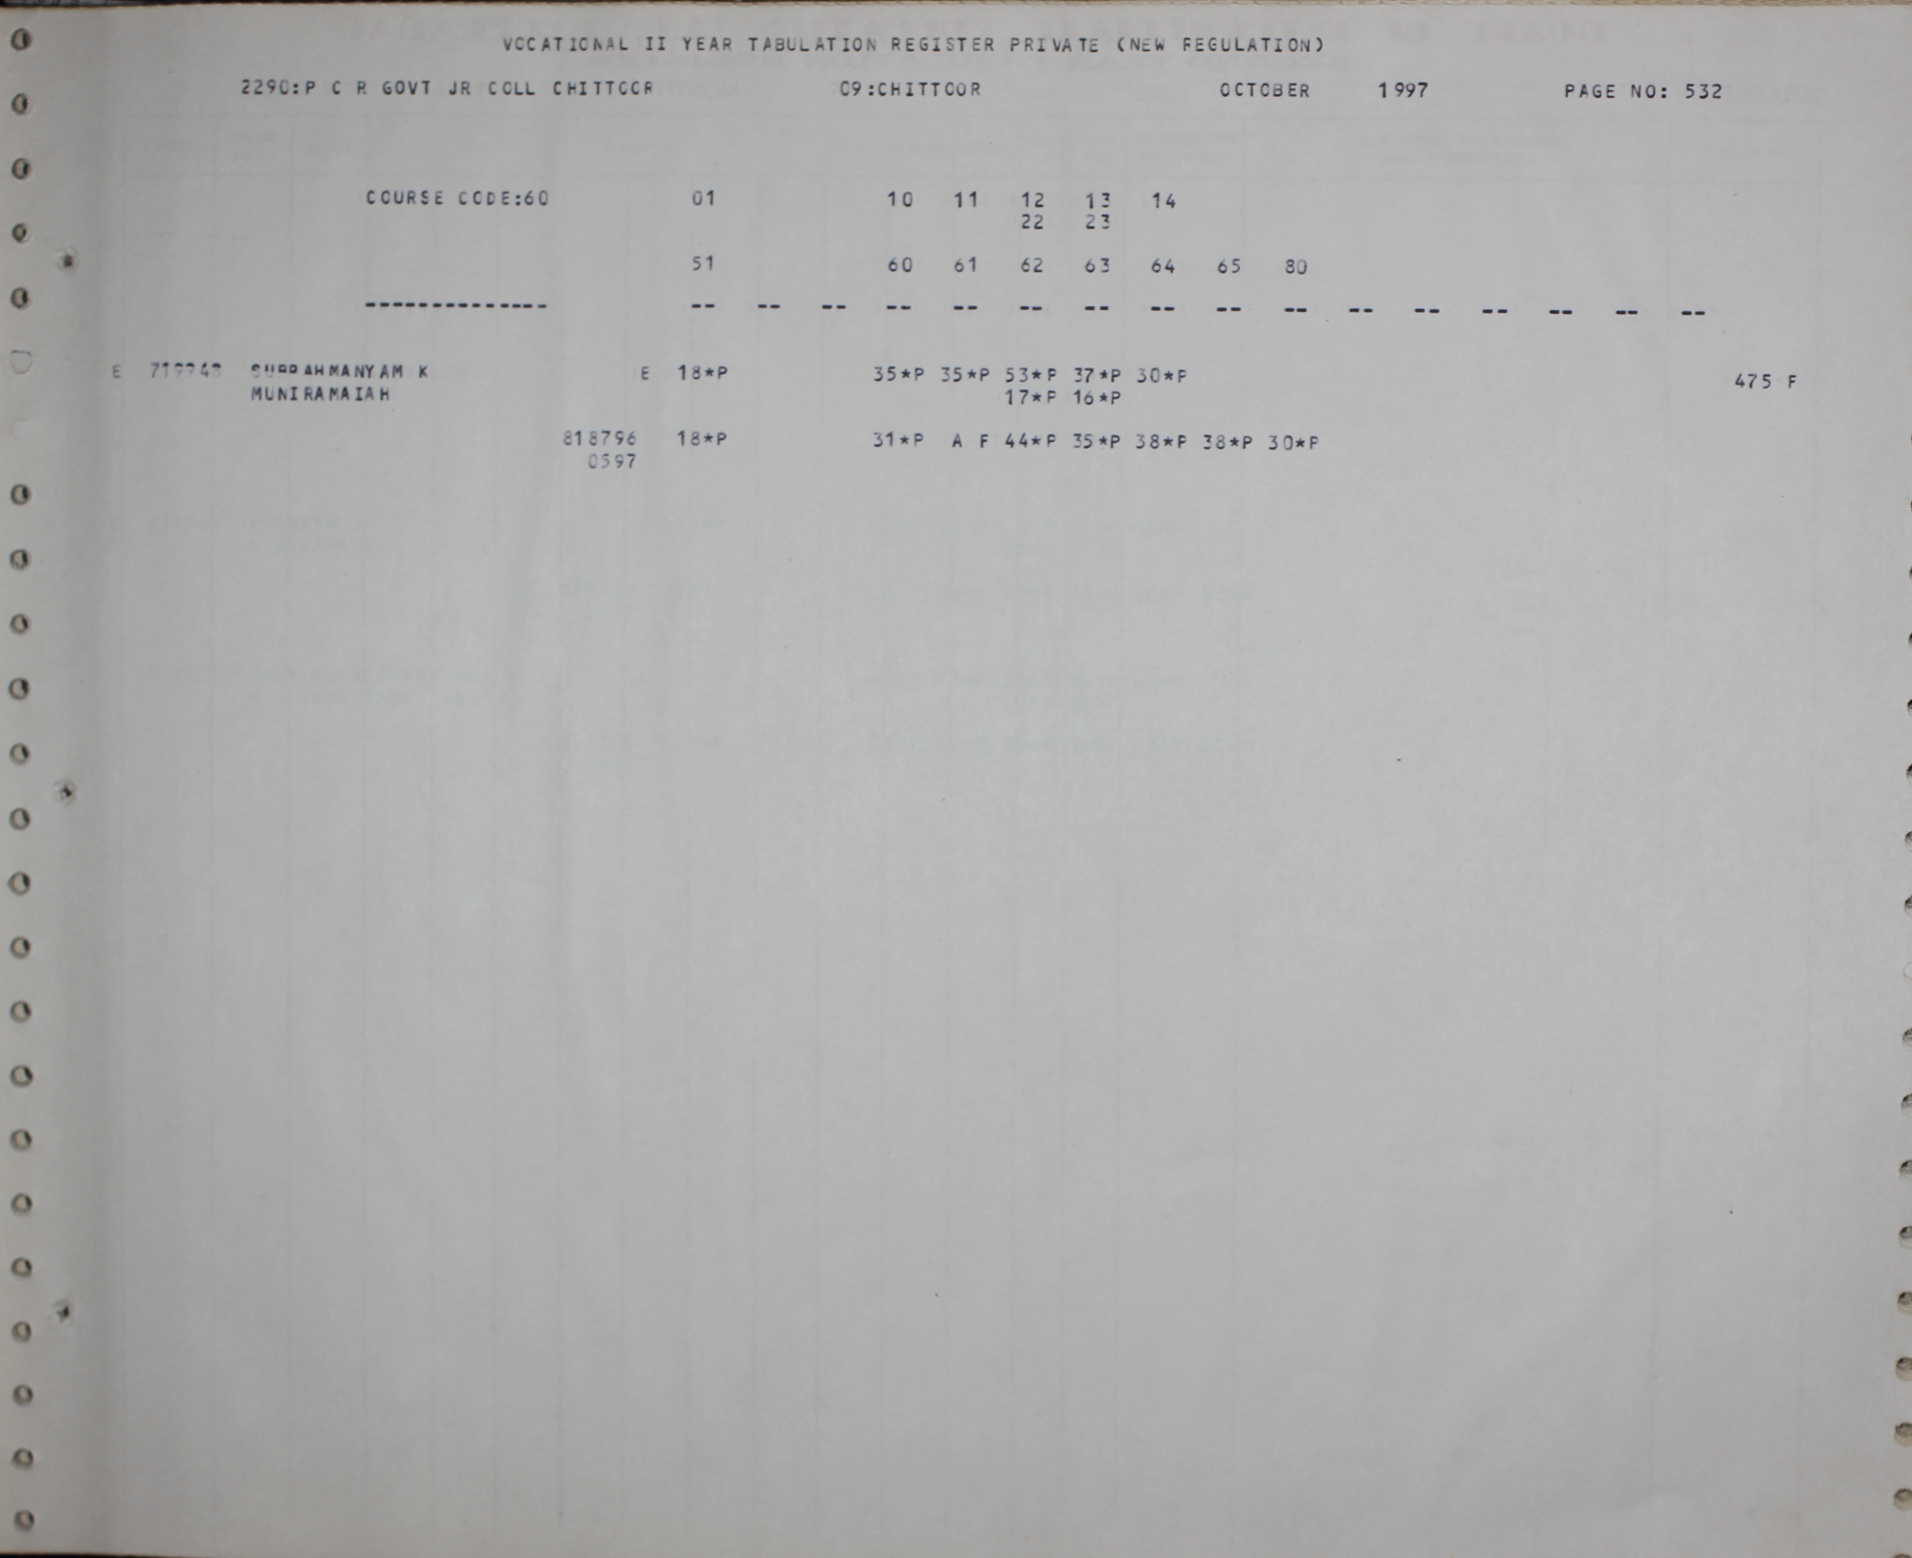 VOCATIONAL II YEAR TABULATION REGISTER PRIVATE (NEW REGULATION)
2290:P C R GOVT JR COLL CHITTOOR 09:CHITTOOR OCTOBER 1997 PAGE NO: 532
COURSE CODE:60 01 10 11 12 13 14
22 23
51 60 61 62 63 64 65 80
-------------- -- -- -- -- -- -- -- -- -- -- -- -- -- -- -- --
E SUBRAHMANYAM K E 18*P 35*P 35*P 53*P 37*P 30*P 475 F
MUNIRAMAIAH 17*P 16*P
818796 18*P 31*P A F 44*P 35*P 38*P 38*P 30*P
0597